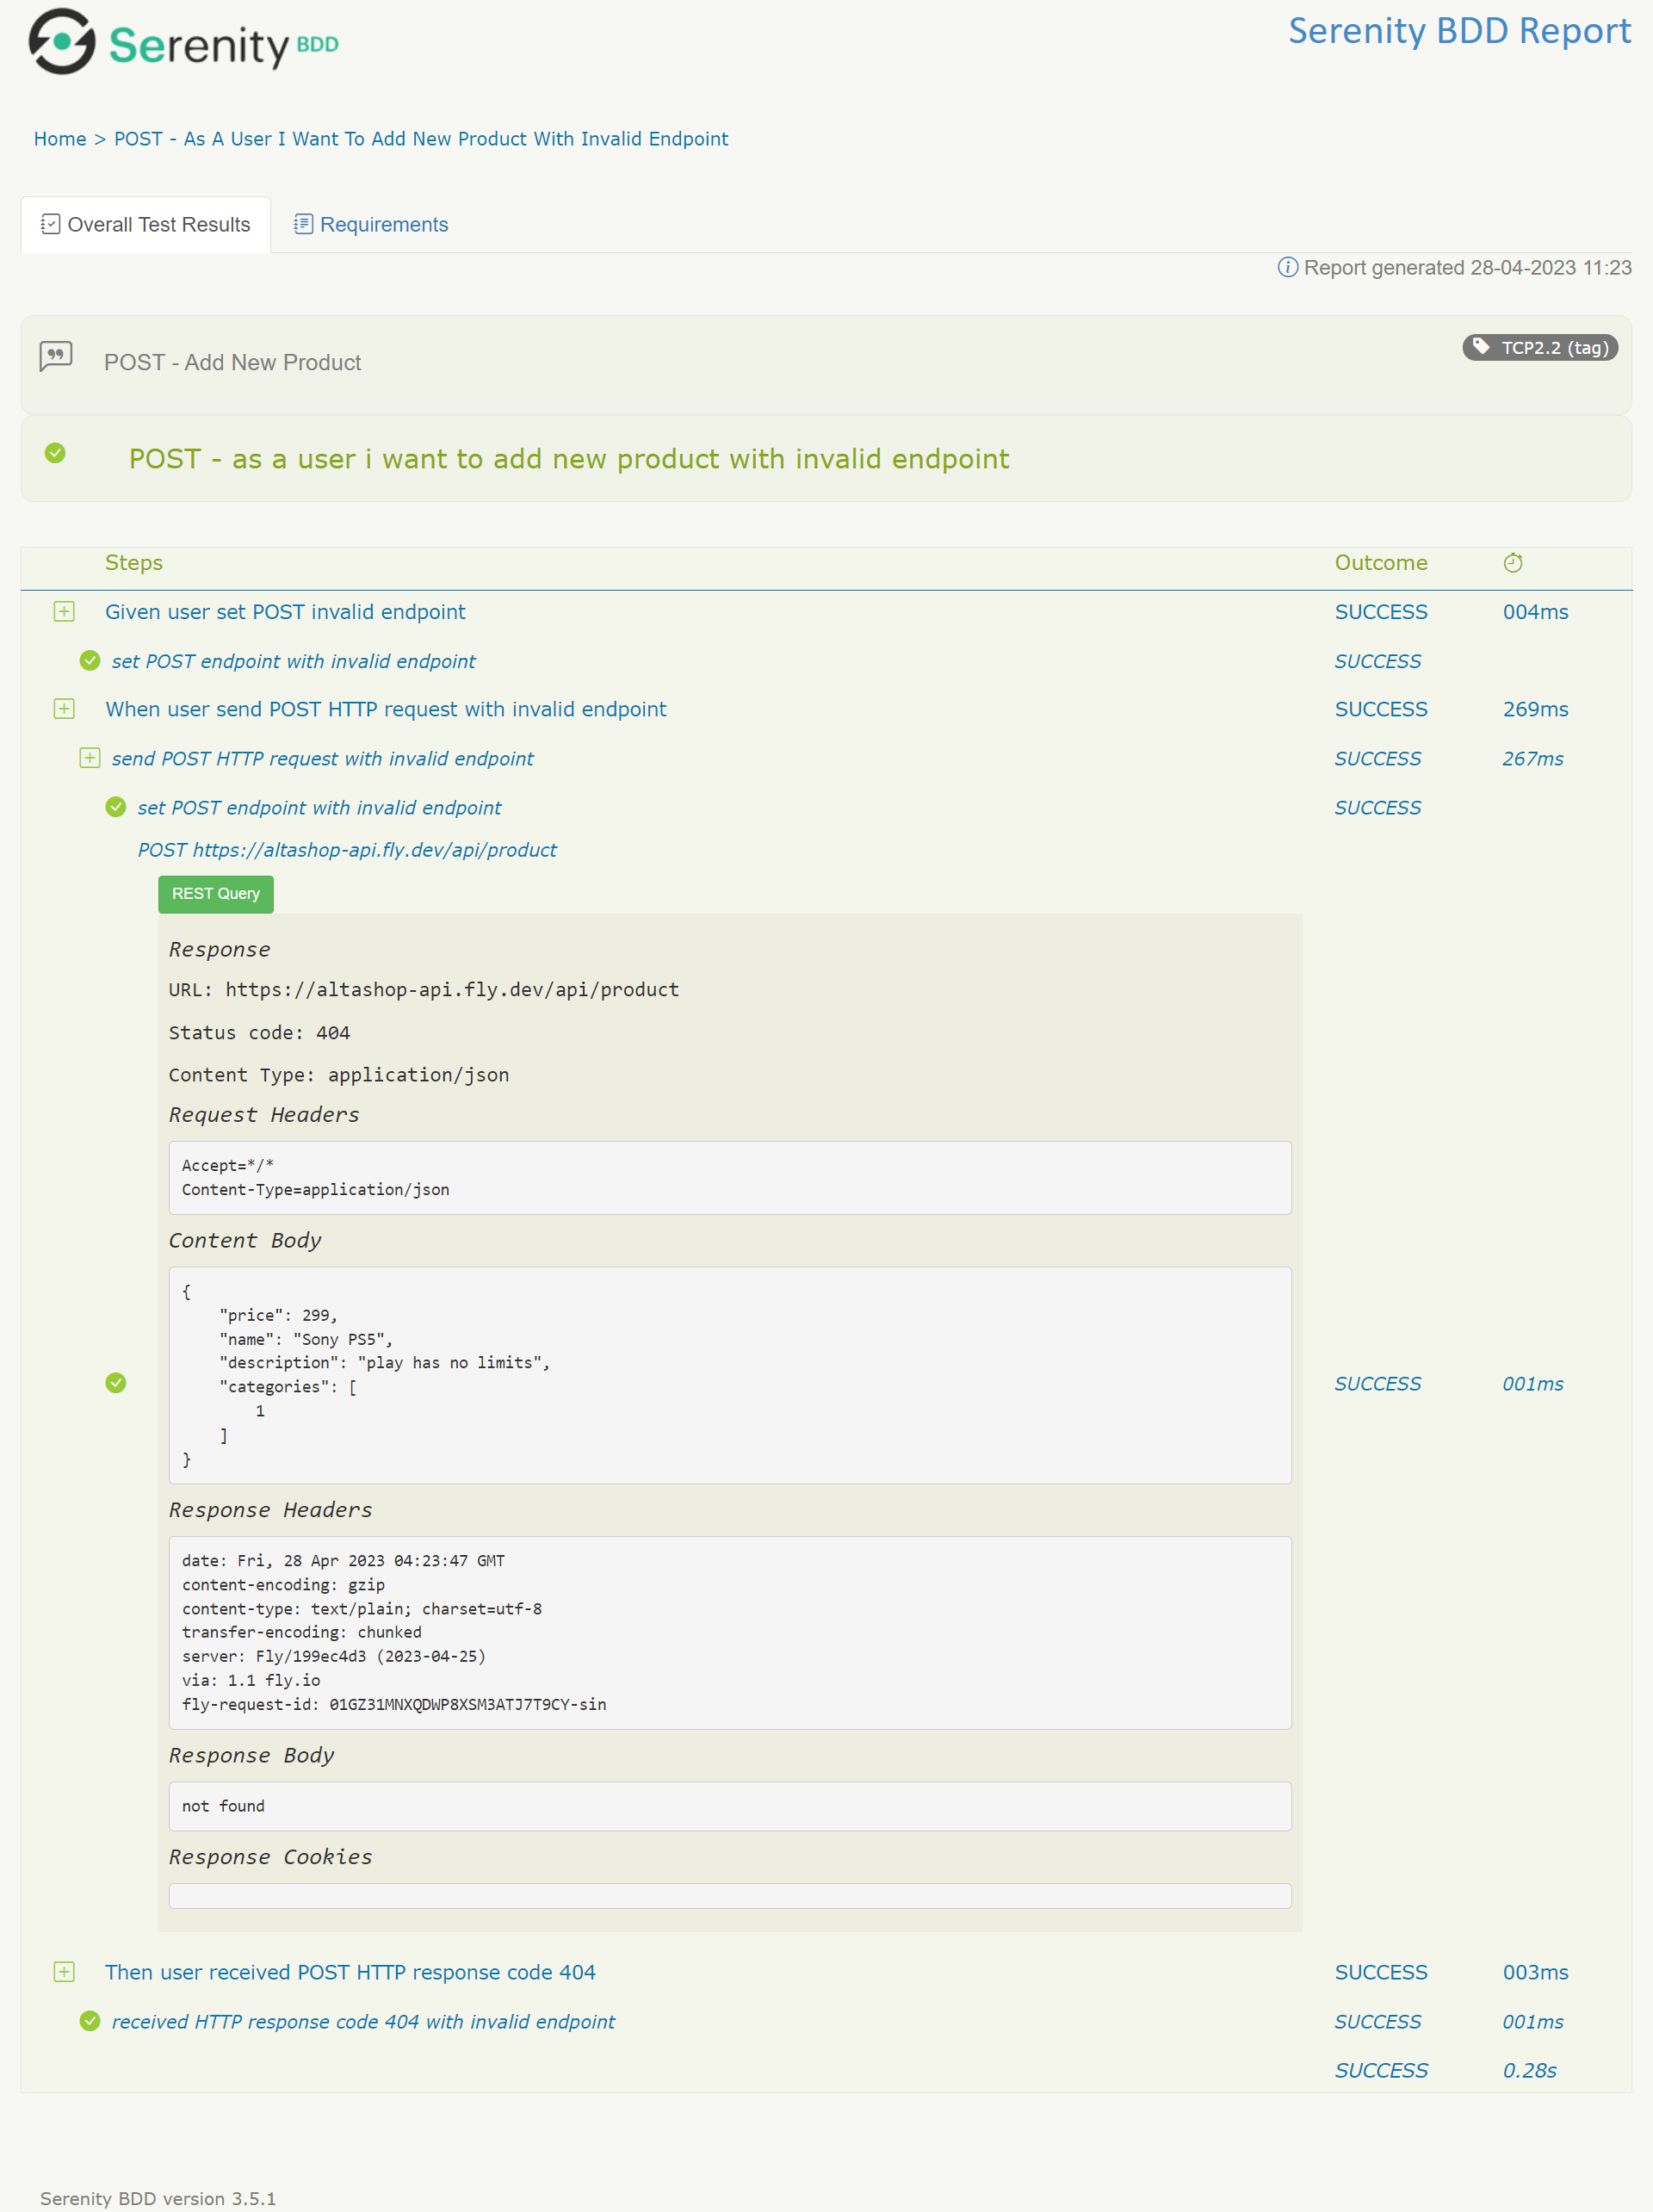 Serenity BDD
Serenity BDD Report
Home > POST - As A User I Want To Add New Product With Invalid Endpoint
Overall Test Results
Requirements
Report generated 28-04-2023 11:23
POST - Add New Product
TCP2.2 (tag)
POST - as a user i want to add new product with invalid endpoint
Steps Outcome
Given user set POST invalid endpoint SUCCESS 004ms
set POST endpoint with invalid endpoint SUCCESS
When user send POST HTTP request with invalid endpoint SUCCESS 269ms
send POST HTTP request with invalid endpoint SUCCESS 267ms
set POST endpoint with invalid endpoint SUCCESS
POST https://altashop-api.fly.dev/api/product
REST Query
Response
URL: https://altashop-api.fly.dev/api/product
Status code: 404
Content Type: application/json
Request Headers
Accept=*/*
Content-Type=application/json
Content Body
{
    "price": 299,
    "name": "Sony PS5",
    "description": "play has no limits",
    "categories": [
        1
    ]
}
SUCCESS 001ms
Response Headers
date: Fri, 28 Apr 2023 04:23:47 GMT
content-encoding: gzip
content-type: text/plain; charset=utf-8
transfer-encoding: chunked
server: Fly/199ec4d3 (2023-04-25)
via: 1.1 fly.io
fly-request-id: 01GZ31MNXQDWP8XSM3ATJ7T9CY-sin
Response Body
not found
Response Cookies
Then user received POST HTTP response code 404 SUCCESS 003ms
received HTTP response code 404 with invalid endpoint SUCCESS 001ms
SUCCESS 0.28s
Serenity BDD version 3.5.1